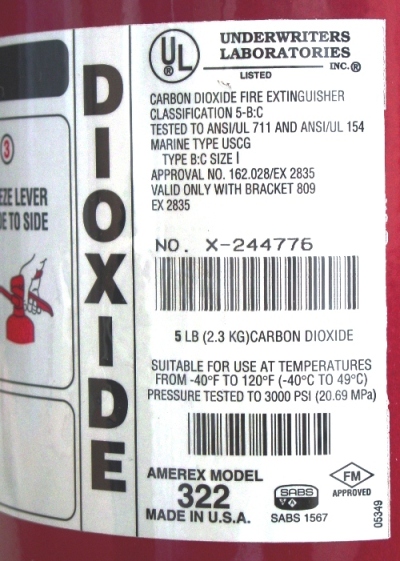 3
EZE LEVER
DE TO SIDE
DIOXIDE
UL
®
UNDERWRITERS
LABORATORIES
INC.®
LISTED
CARBON DIOXIDE FIRE EXTINGUISHER
CLASSIFICATION 5-B:C
TESTED TO ANSI/UL 711 AND ANSI/UL 154
MARINE TYPE USCG
TYPE B:C SIZE I
APPROVAL NO. 162.028/EX 2835
VALID ONLY WITH BRACKET 809
EX 2835
NO. X-244776
5 LB (2.3 KG)CARBON DIOXIDE
SUITABLE FOR USE AT TEMPERATURES
FROM -40°F TO 120°F (-40°C TO 49°C)
PRESSURE TESTED TO 3000 PSI (20.69 MPa)
AMEREX MODEL
322
MADE IN U.S.A.
SABS
SABS 1567
FM
APPROVED
05349